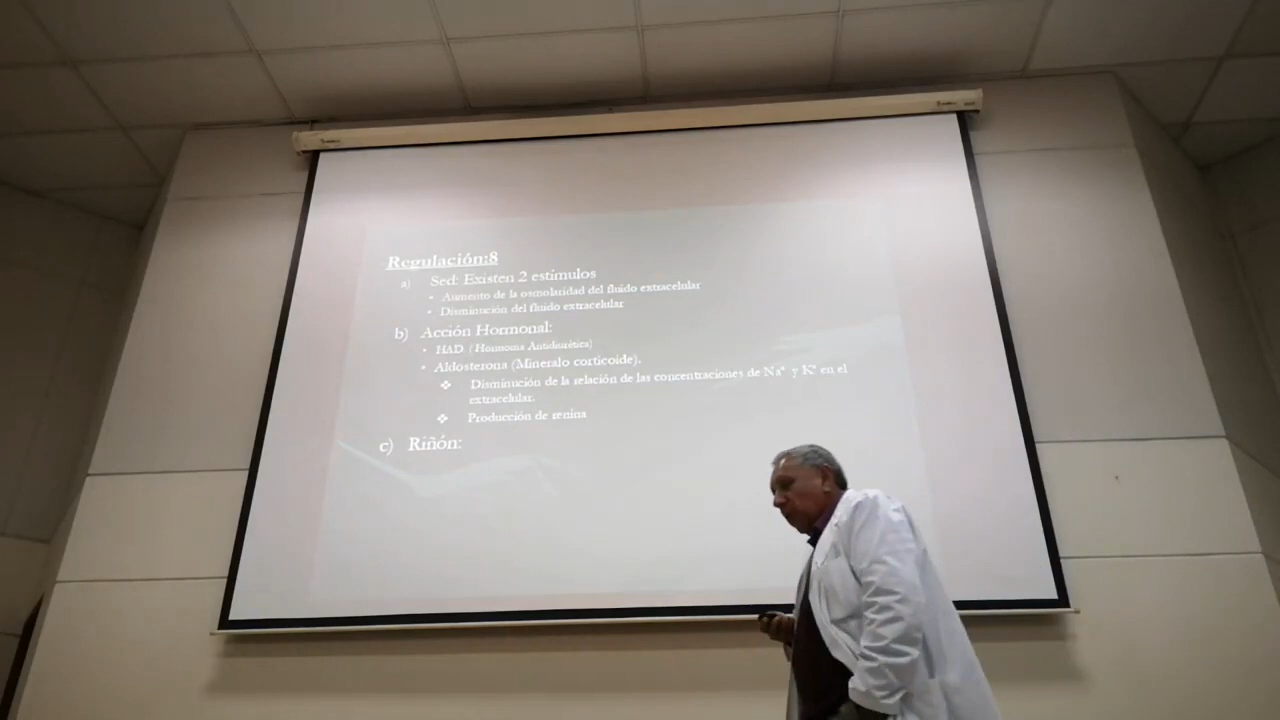 Regulación:8
a) Sed: Existen 2 estímulos
• Aumento de la osmolaridad del fluido extracelular
• Disminución del fluido extracelular
b) Acción Hormonal:
• HAD ( Hormona Antidiurética)
• Aldosterona (Mineralo corticoide).
❖ Disminución de la relación de las concentraciones de Na⁺ y K⁺ en el
extracelular.
❖ Producción de renina
c) Riñón: